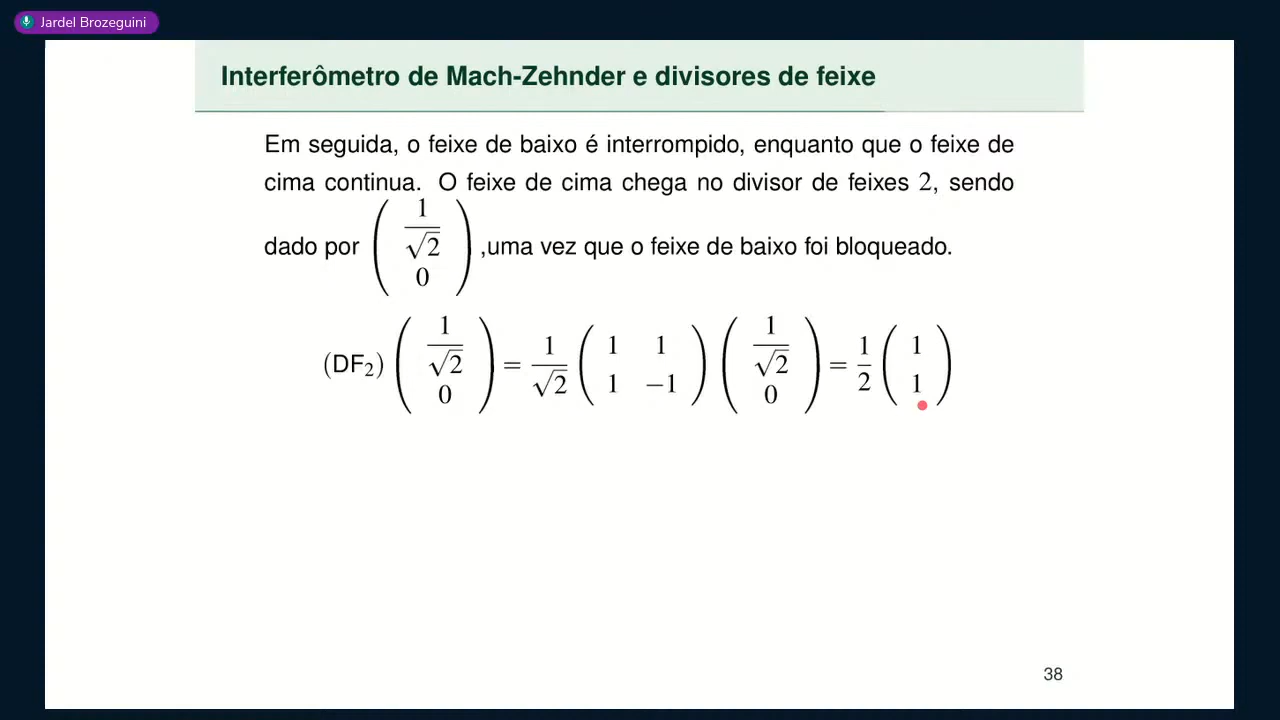 Jardel Brozeguini
Interferômetro de Mach-Zehnder e divisores de feixe
Em seguida, o feixe de baixo é interrompido, enquanto que o feixe de
cima continua. O feixe de cima chega no divisor de feixes 2, sendo
dado por ( 1/√2 0 ) ,uma vez que o feixe de baixo foi bloqueado.
(DF₂) ( 1/√2 0 ) = 1/√2 ( 1 1 1 −1 ) ( 1/√2 0 ) = 1/2 ( 1 1 )
38